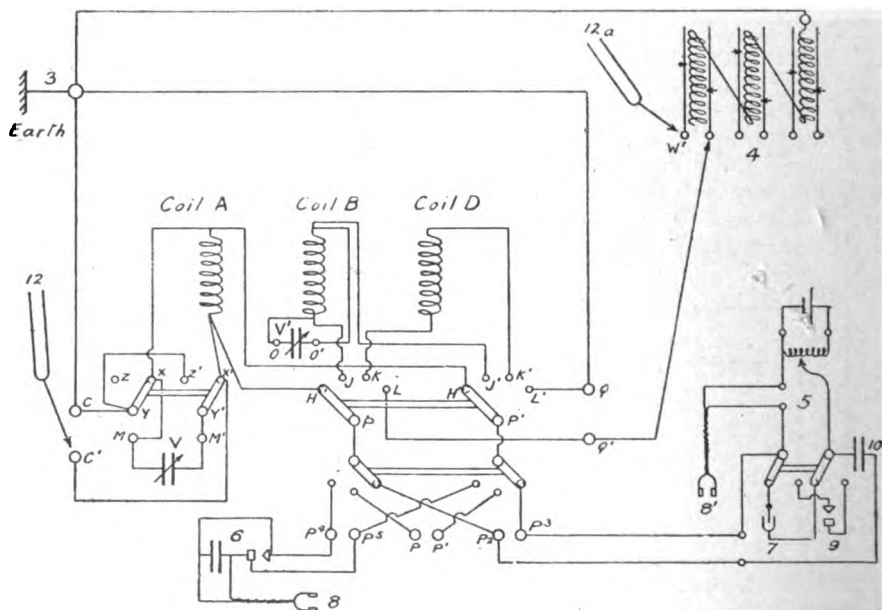 12a
3
Earth
W'
4
Coil A
Coil B
Coil D
12
V'
O
O'
Z
X
Z'
X'
J
K
J'
K'
L
L'
Q
C
Y
Y'
H
H'
P
P'
M
V
M'
C'
Q'
5
10
8'
6
P4
P5
P
P'
P2
P3
7
9
8